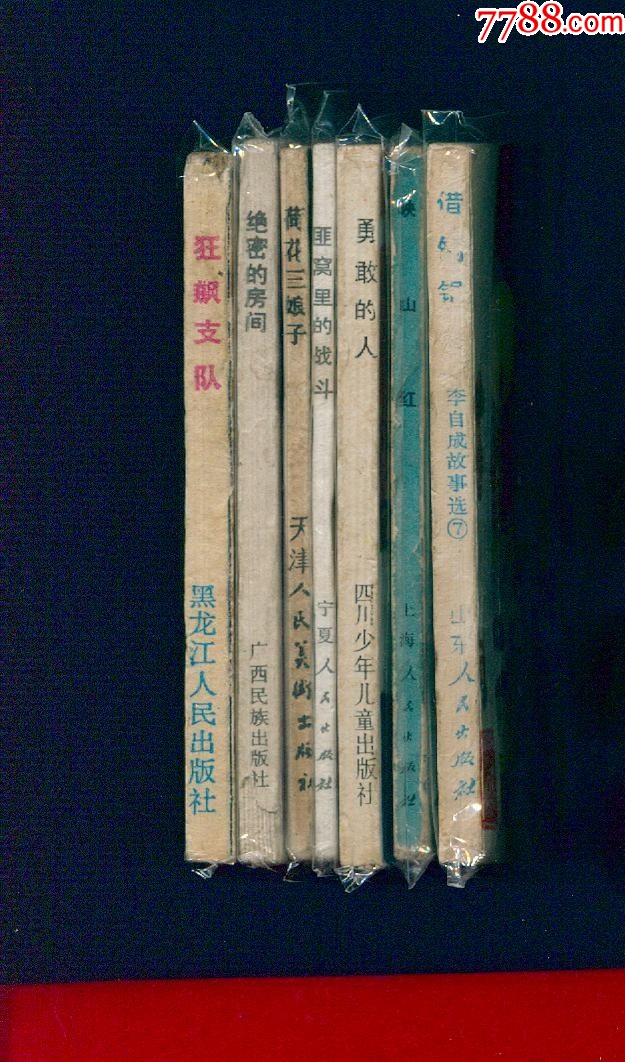 7788.com
狂飙支队
黑龙江人民出版社
绝密的房间
广西民族出版社
荷花三娘子
天津人民美術出版社
匪窝里的战斗
宁夏人民出版社
勇敢的人
四川少年儿童出版社
映山红
上海人民出版社
借
李自成故事选⑦
山东人民出版社